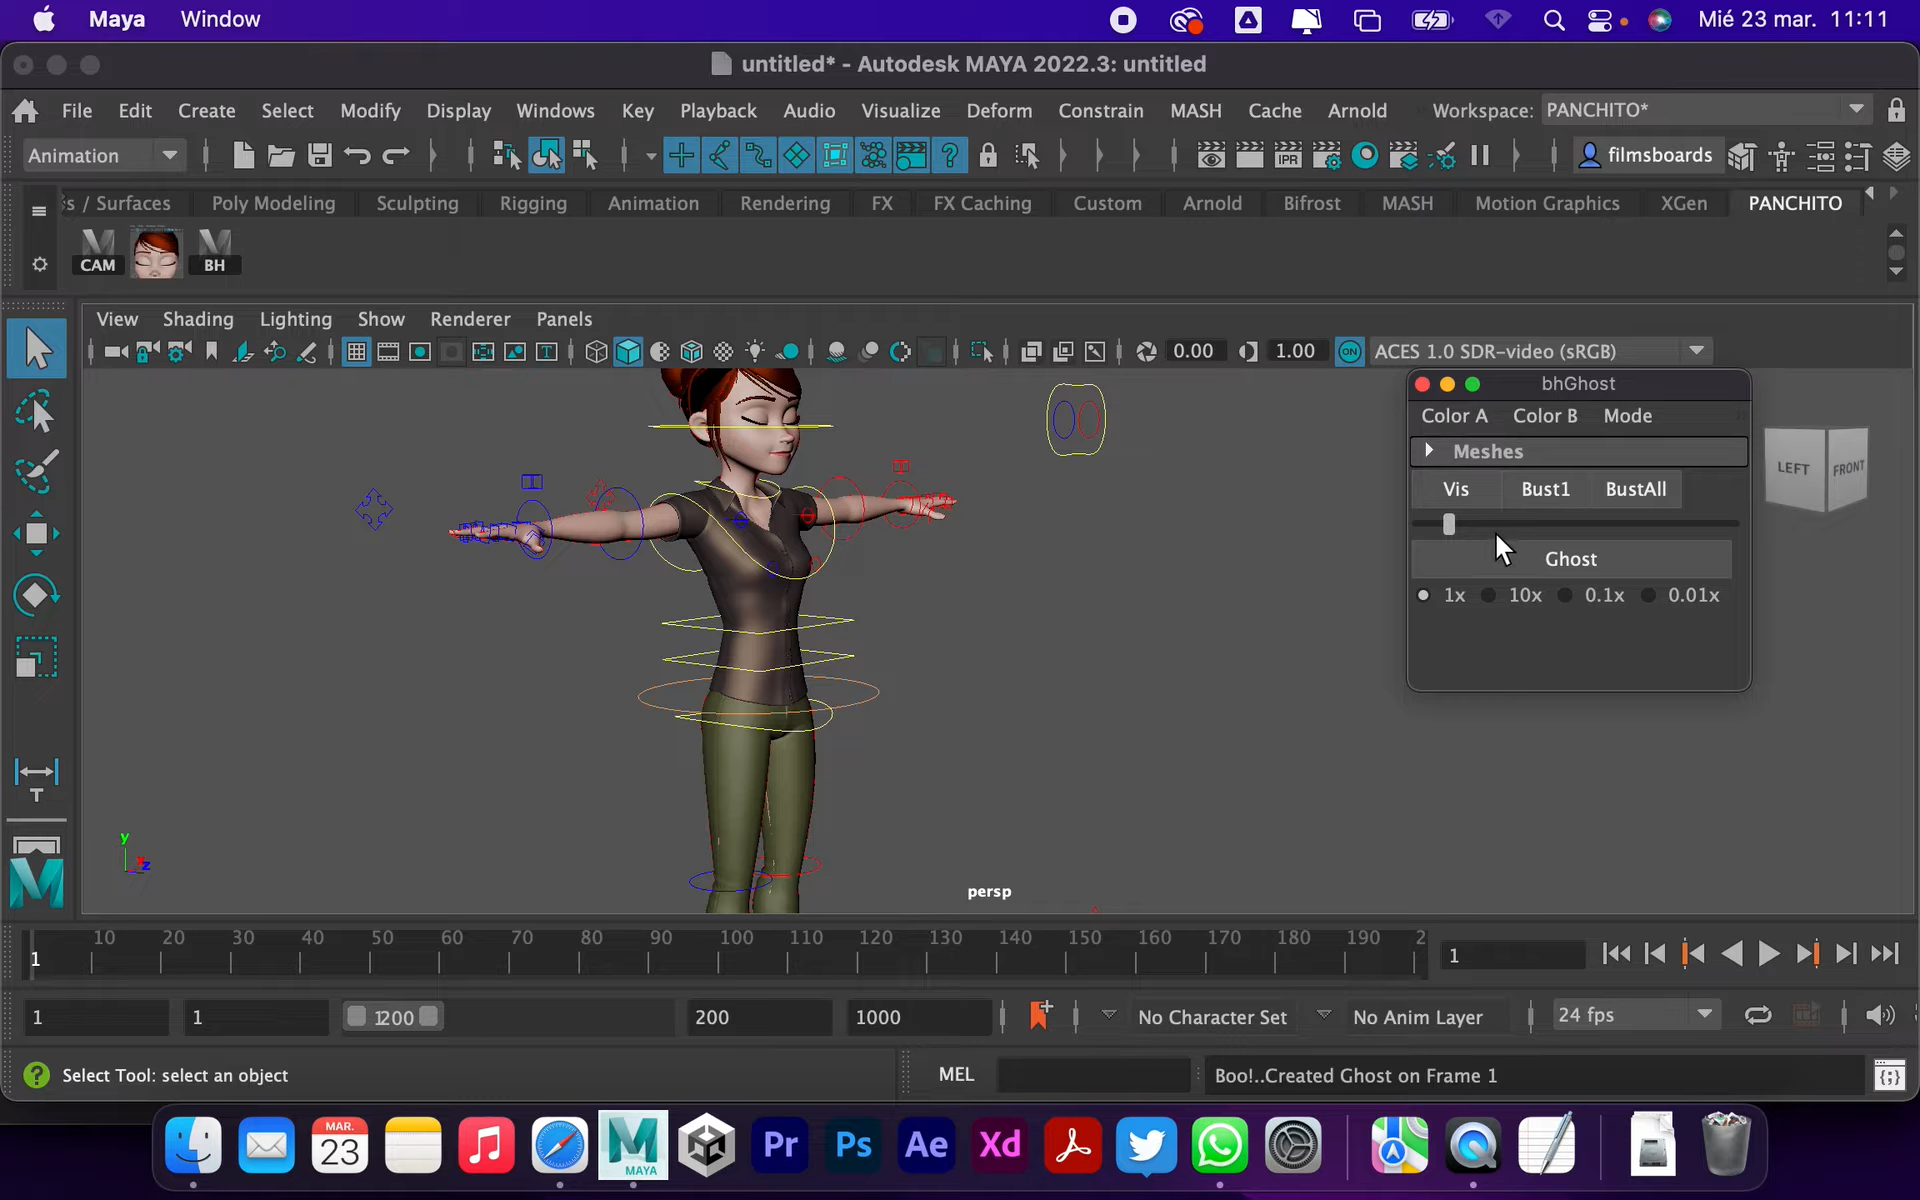 Maya Window Mié 23 mar. 11:11
untitled* - Autodesk MAYA 2022.3: untitled
File Edit Create Select Modify Display Windows Key Playback Audio Visualize Deform Constrain MASH Cache Arnold Workspace: PANCHITO*
Animation IPR filmsboards
s / Surfaces Poly Modeling Sculpting Rigging Animation Rendering FX FX Caching Custom Arnold Bifrost MASH Motion Graphics XGen PANCHITO
CAM BH
View Shading Lighting Show Renderer Panels
0.00 1.00 ON ACES 1.0 SDR-video (sRGB)
bhGhost
Color A Color B Mode
Meshes
Vis Bust1 BustAll
Ghost
1x 10x 0.1x 0.01x
LEFT FRONT
T
y
z
persp
10 20 30 40 50 60 70 80 90 100 110 120 130 140 150 160 170 180 190 2
1 1
1 1 1200 200 1000 No Character Set No Anim Layer 24 fps
Select Tool: select an object MEL Boo!..Created Ghost on Frame 1
MAR.
23 MAYA Pr Ps Ae Xd